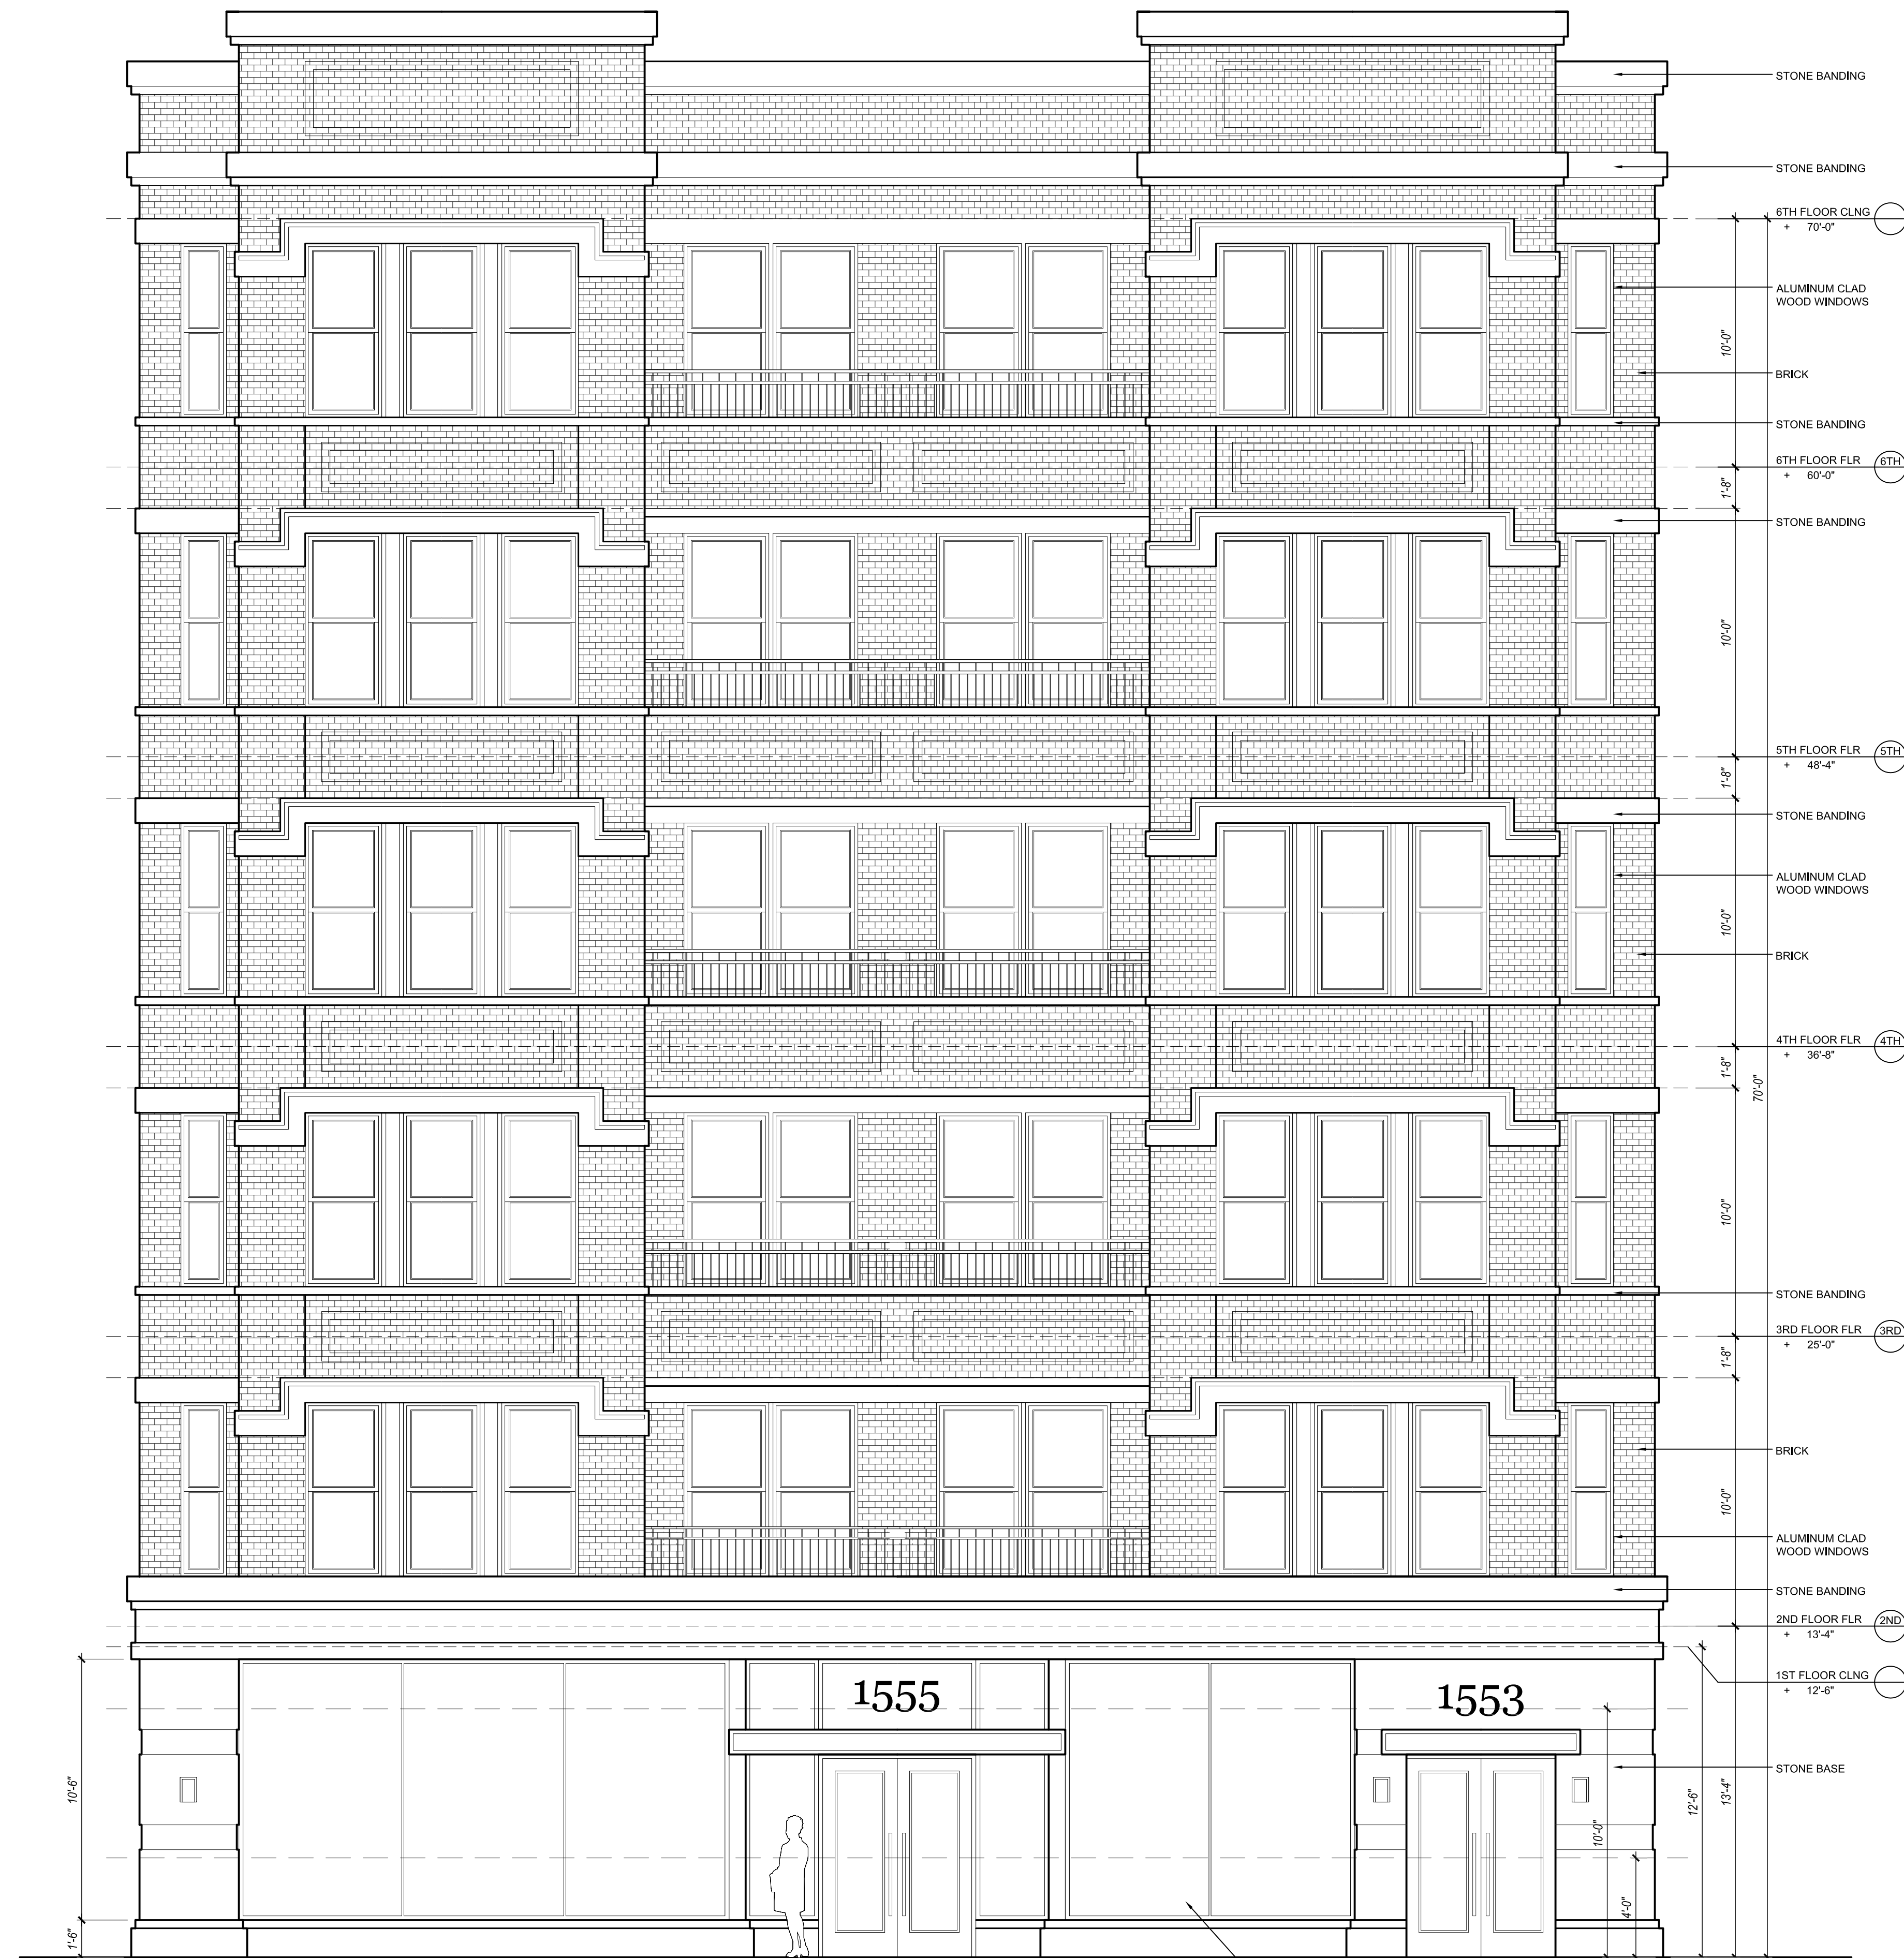 STONE BANDING
STONE BANDING
6TH FLOOR CLNG
+ 70'-0"
ALUMINUM CLAD
WOOD WINDOWS
10'-0"
BRICK
STONE BANDING
6TH FLOOR FLR
+ 60'-0"
6TH
1'-8"
STONE BANDING
10'-0"
5TH FLOOR FLR
+ 48'-4"
5TH
1'-8"
STONE BANDING
ALUMINUM CLAD
WOOD WINDOWS
10'-0"
BRICK
4TH FLOOR FLR
+ 36'-8"
4TH
1'-8"
70'-0"
10'-0"
STONE BANDING
3RD FLOOR FLR
+ 25'-0"
3RD
1'-8"
BRICK
10'-0"
ALUMINUM CLAD
WOOD WINDOWS
STONE BANDING
2ND FLOOR FLR
+ 13'-4"
2ND
1ST FLOOR CLNG
+ 12'-6"
1555
1553
STONE BASE
10'-6"
12'-6"
13'-4"
10'-0"
4'-0"
1'-6"